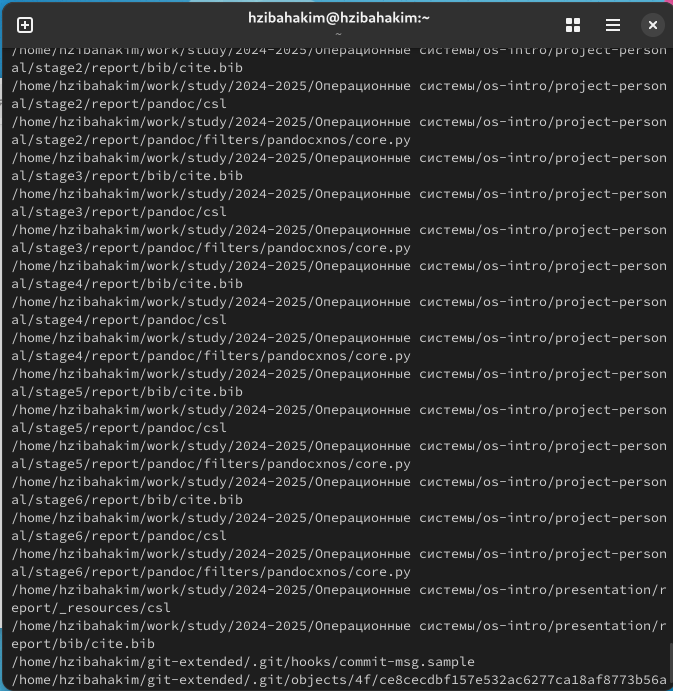 hzibahakim@hzibahakim:~
~
/home/hzibahakim/work/study/2024-2025/Операционные системы/os-intro/project-person
al/stage2/report/bib/cite.bib
/home/hzibahakim/work/study/2024-2025/Операционные системы/os-intro/project-person
al/stage2/report/pandoc/csl
/home/hzibahakim/work/study/2024-2025/Операционные системы/os-intro/project-person
al/stage2/report/pandoc/filters/pandocxnos/core.py
/home/hzibahakim/work/study/2024-2025/Операционные системы/os-intro/project-person
al/stage3/report/bib/cite.bib
/home/hzibahakim/work/study/2024-2025/Операционные системы/os-intro/project-person
al/stage3/report/pandoc/csl
/home/hzibahakim/work/study/2024-2025/Операционные системы/os-intro/project-person
al/stage3/report/pandoc/filters/pandocxnos/core.py
/home/hzibahakim/work/study/2024-2025/Операционные системы/os-intro/project-person
al/stage4/report/bib/cite.bib
/home/hzibahakim/work/study/2024-2025/Операционные системы/os-intro/project-person
al/stage4/report/pandoc/csl
/home/hzibahakim/work/study/2024-2025/Операционные системы/os-intro/project-person
al/stage4/report/pandoc/filters/pandocxnos/core.py
/home/hzibahakim/work/study/2024-2025/Операционные системы/os-intro/project-person
al/stage5/report/bib/cite.bib
/home/hzibahakim/work/study/2024-2025/Операционные системы/os-intro/project-person
al/stage5/report/pandoc/csl
/home/hzibahakim/work/study/2024-2025/Операционные системы/os-intro/project-person
al/stage5/report/pandoc/filters/pandocxnos/core.py
/home/hzibahakim/work/study/2024-2025/Операционные системы/os-intro/project-person
al/stage6/report/bib/cite.bib
/home/hzibahakim/work/study/2024-2025/Операционные системы/os-intro/project-person
al/stage6/report/pandoc/csl
/home/hzibahakim/work/study/2024-2025/Операционные системы/os-intro/project-person
al/stage6/report/pandoc/filters/pandocxnos/core.py
/home/hzibahakim/work/study/2024-2025/Операционные системы/os-intro/presentation/r
eport/_resources/csl
/home/hzibahakim/work/study/2024-2025/Операционные системы/os-intro/presentation/r
eport/bib/cite.bib
/home/hzibahakim/git-extended/.git/hooks/commit-msg.sample
/home/hzibahakim/git-extended/.git/objects/4f/ce8cecdbf157e532ac6277ca18af8773b56a